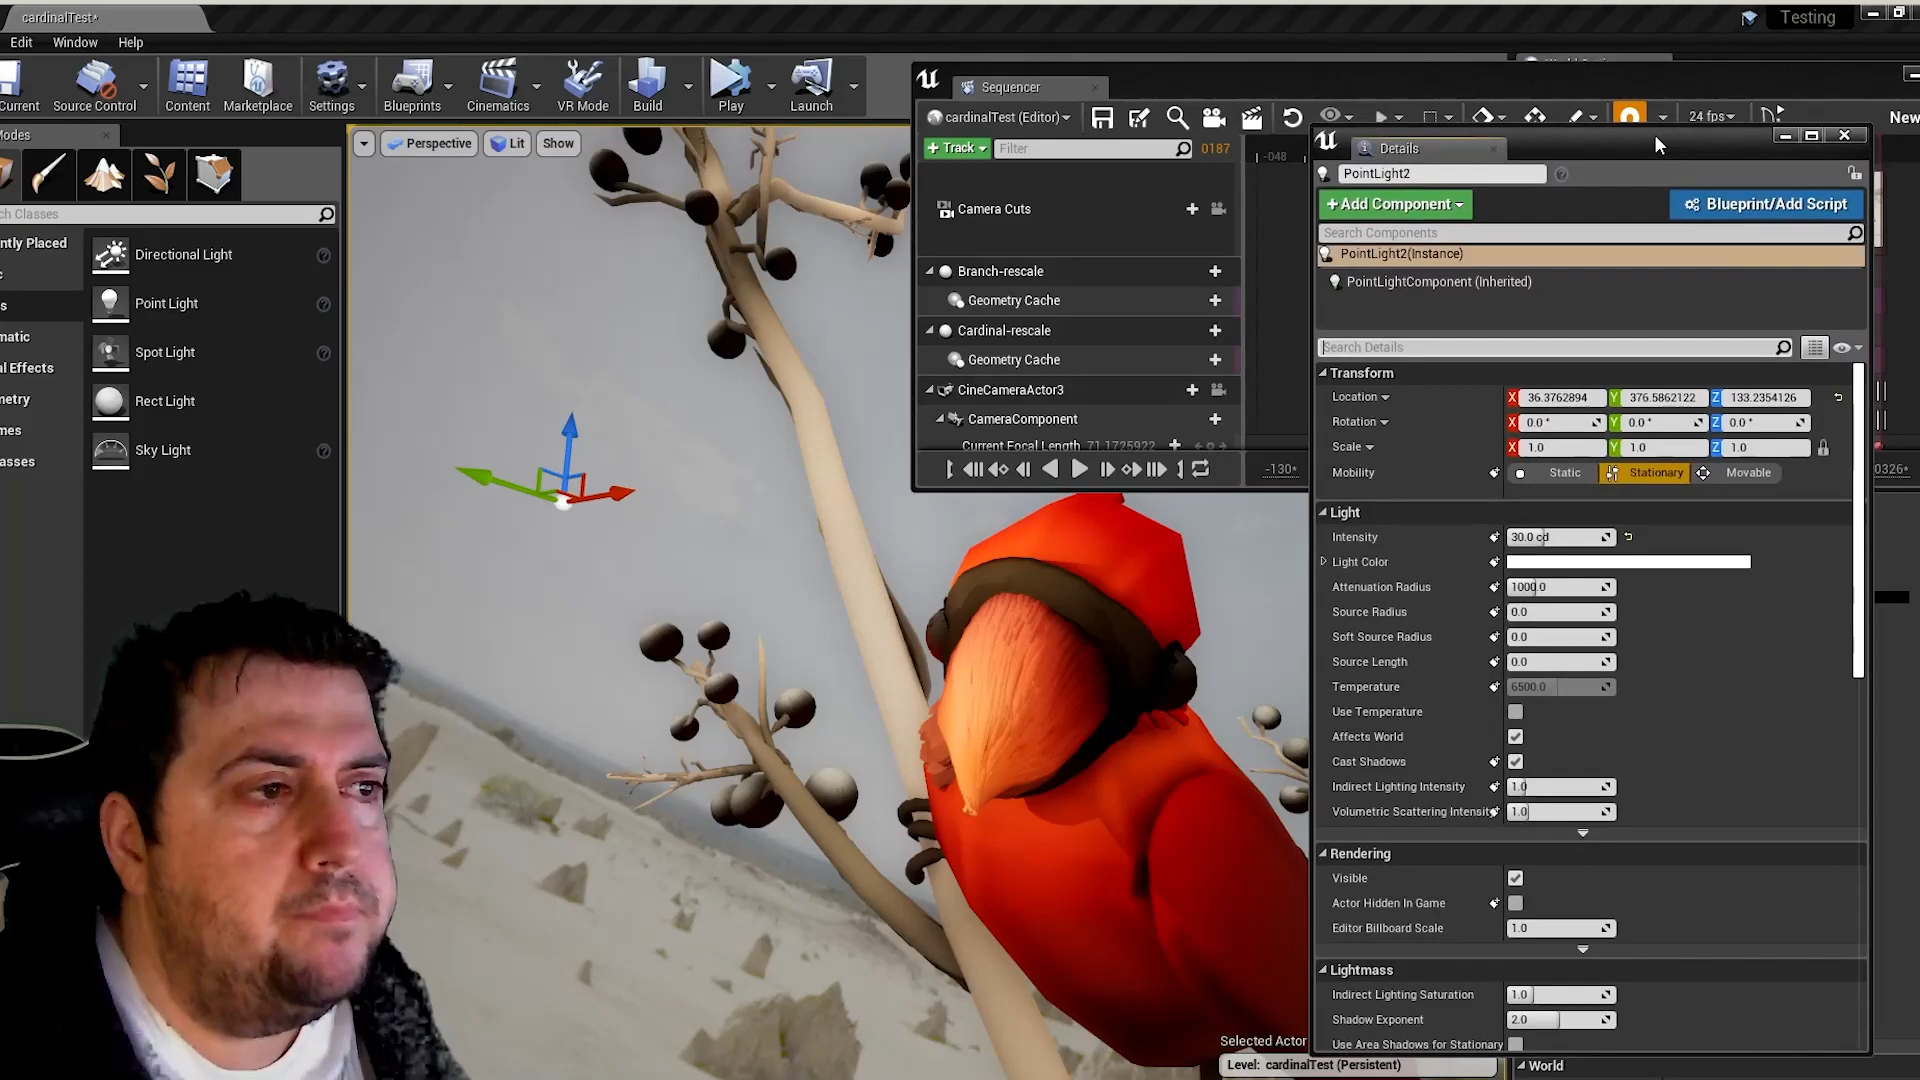 cardinalTest*
Testing
Edit Window Help
Current Source Control Content Marketplace Settings Blueprints Cinematics VR Mode Build Play Launch
Sequencer
cardinalTest (Editor)
24 fps
New
Modes
Perspective Lit Show
Track Filter 0187
-048
Details
PointLight2
ch Classes
Camera Cuts
+Add Component
Blueprint/Add Script
Search Components
ntly Placed
Directional Light
PointLight2(Instance)
PointLightComponent (Inherited)
c
Branch-rescale
Geometry Cache
s
Point Light
Cardinal-rescale
matic
Spot Light
Geometry Cache
Search Details
al Effects
Transform
metry
Rect Light
CineCameraActor3
Location X 36.3762894 Y 376.5862122 Z 133.2354126
mes
CameraComponent
Rotation X 0.0 ° Y 0.0 ° Z 0.0 °
asses
Sky Light
Current Focal Length 71.1725922
Scale X 1.0 Y 1.0 Z 1.0
-130*
0326*
Mobility Static Stationary Movable
Light
Intensity 30.0 cd
Light Color
Attenuation Radius 1000.0
Source Radius 0.0
Soft Source Radius 0.0
Source Length 0.0
Temperature 6500.0
Use Temperature
Affects World
Cast Shadows
Indirect Lighting Intensity 1.0
Volumetric Scattering Intensity 1.0
Rendering
Visible
Actor Hidden In Game
Editor Billboard Scale 1.0
Lightmass
Indirect Lighting Saturation 1.0
Shadow Exponent 2.0
Use Area Shadows for Stationary
Selected Actor
Level: cardinalTest (Persistent)
World